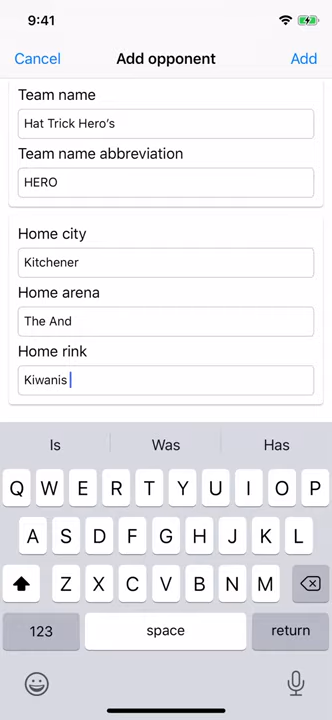 9:41
Cancel Add opponent Add
Team name
Hat Trick Hero's
Team name abbreviation
HERO
Home city
Kitchener
Home arena
The And
Home rink
Kiwanis
Is Was Has
Q W E R T Y U I O P
A S D F G H J K L
Z X C V B N M
123 space return